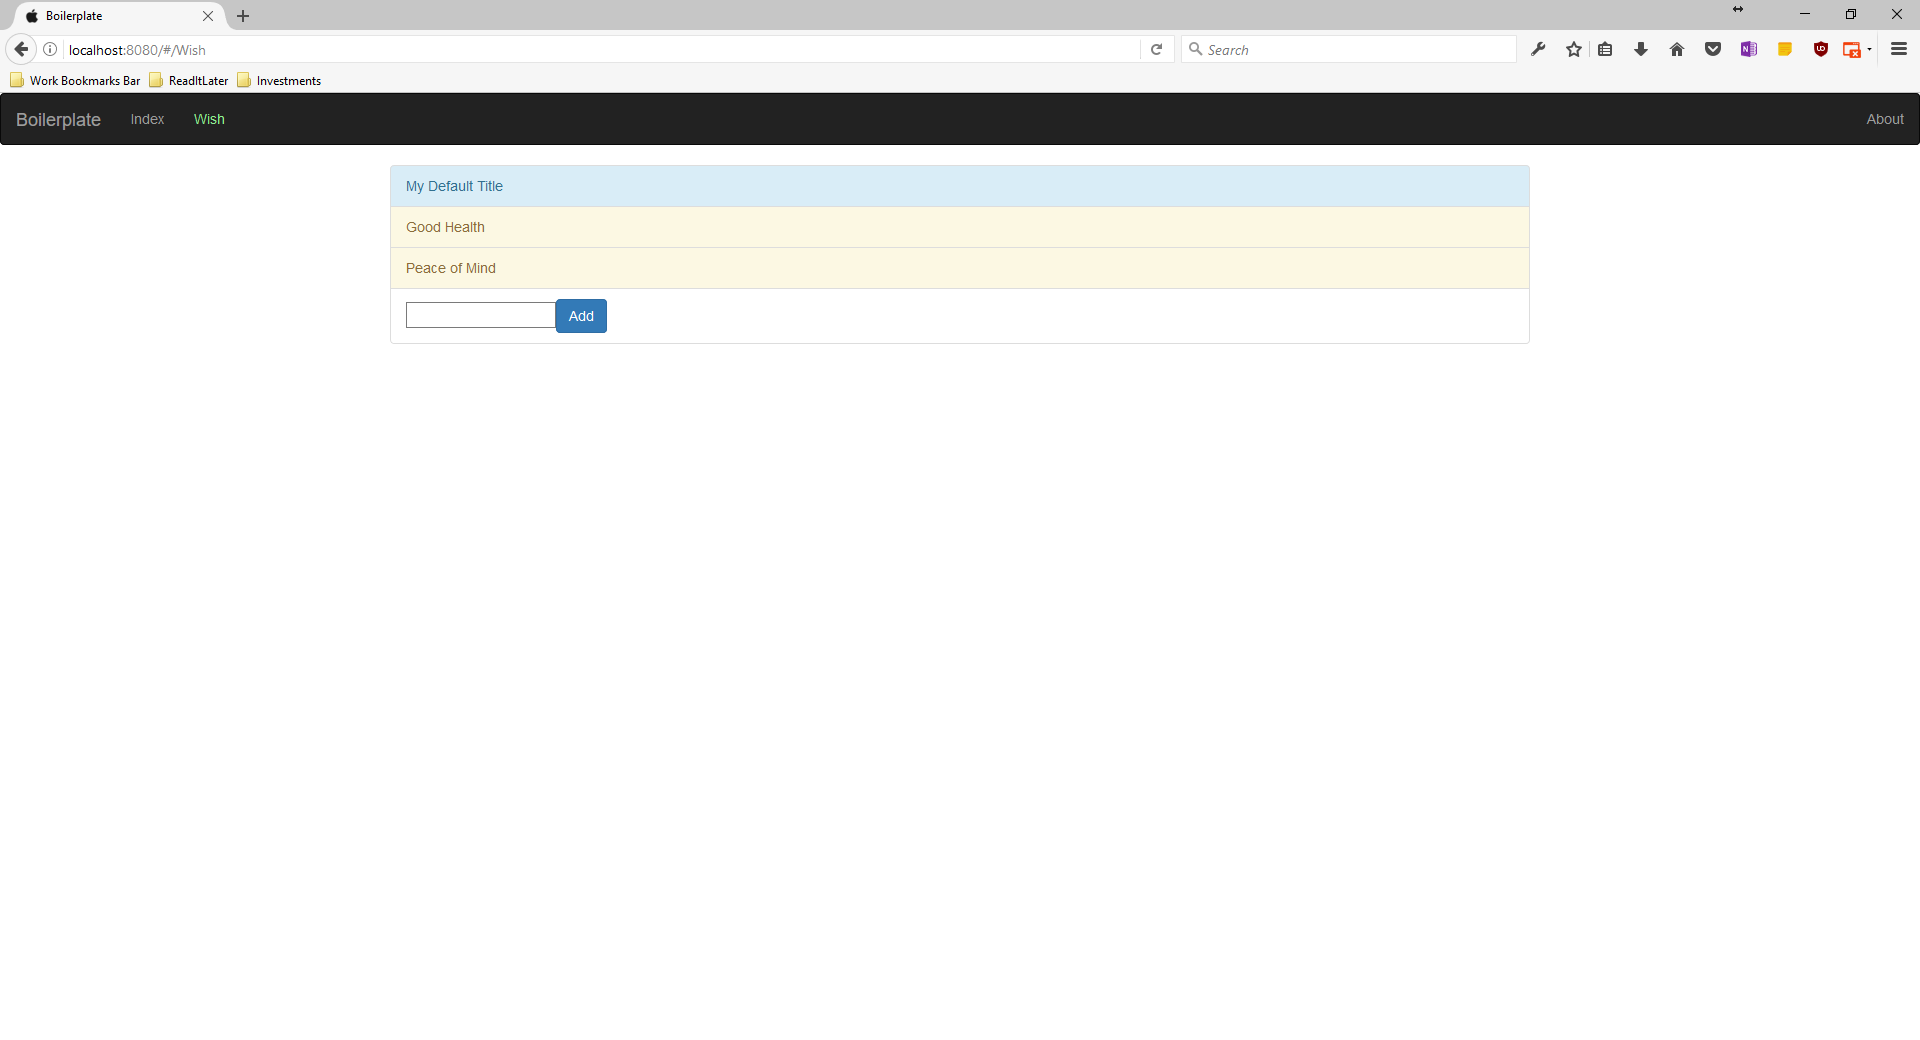 Boilerplate
localhost:8080/#/Wish
Search
Work Bookmarks Bar ReadItLater Investments
Boilerplate Index Wish About
My Default Title
Good Health
Peace of Mind
Add